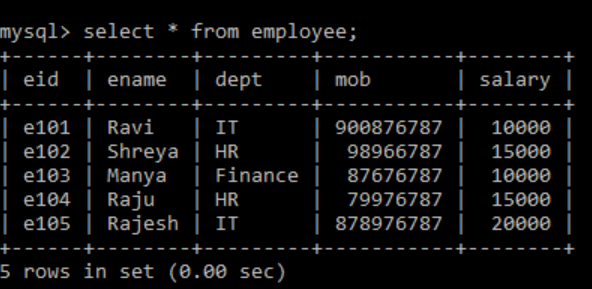 mysql> select * from employee;
+------+--------+---------+-----------+--------+
| eid  | ename  | dept    | mob       | salary |
+------+--------+---------+-----------+--------+
| e101 | Ravi   | IT      | 900876787 |  10000 |
| e102 | Shreya | HR      |  98966787 |  15000 |
| e103 | Manya  | Finance |  87676787 |  10000 |
| e104 | Raju   | HR      |  79976787 |  15000 |
| e105 | Rajesh | IT      | 878976787 |  20000 |
+------+--------+---------+-----------+--------+
5 rows in set (0.00 sec)